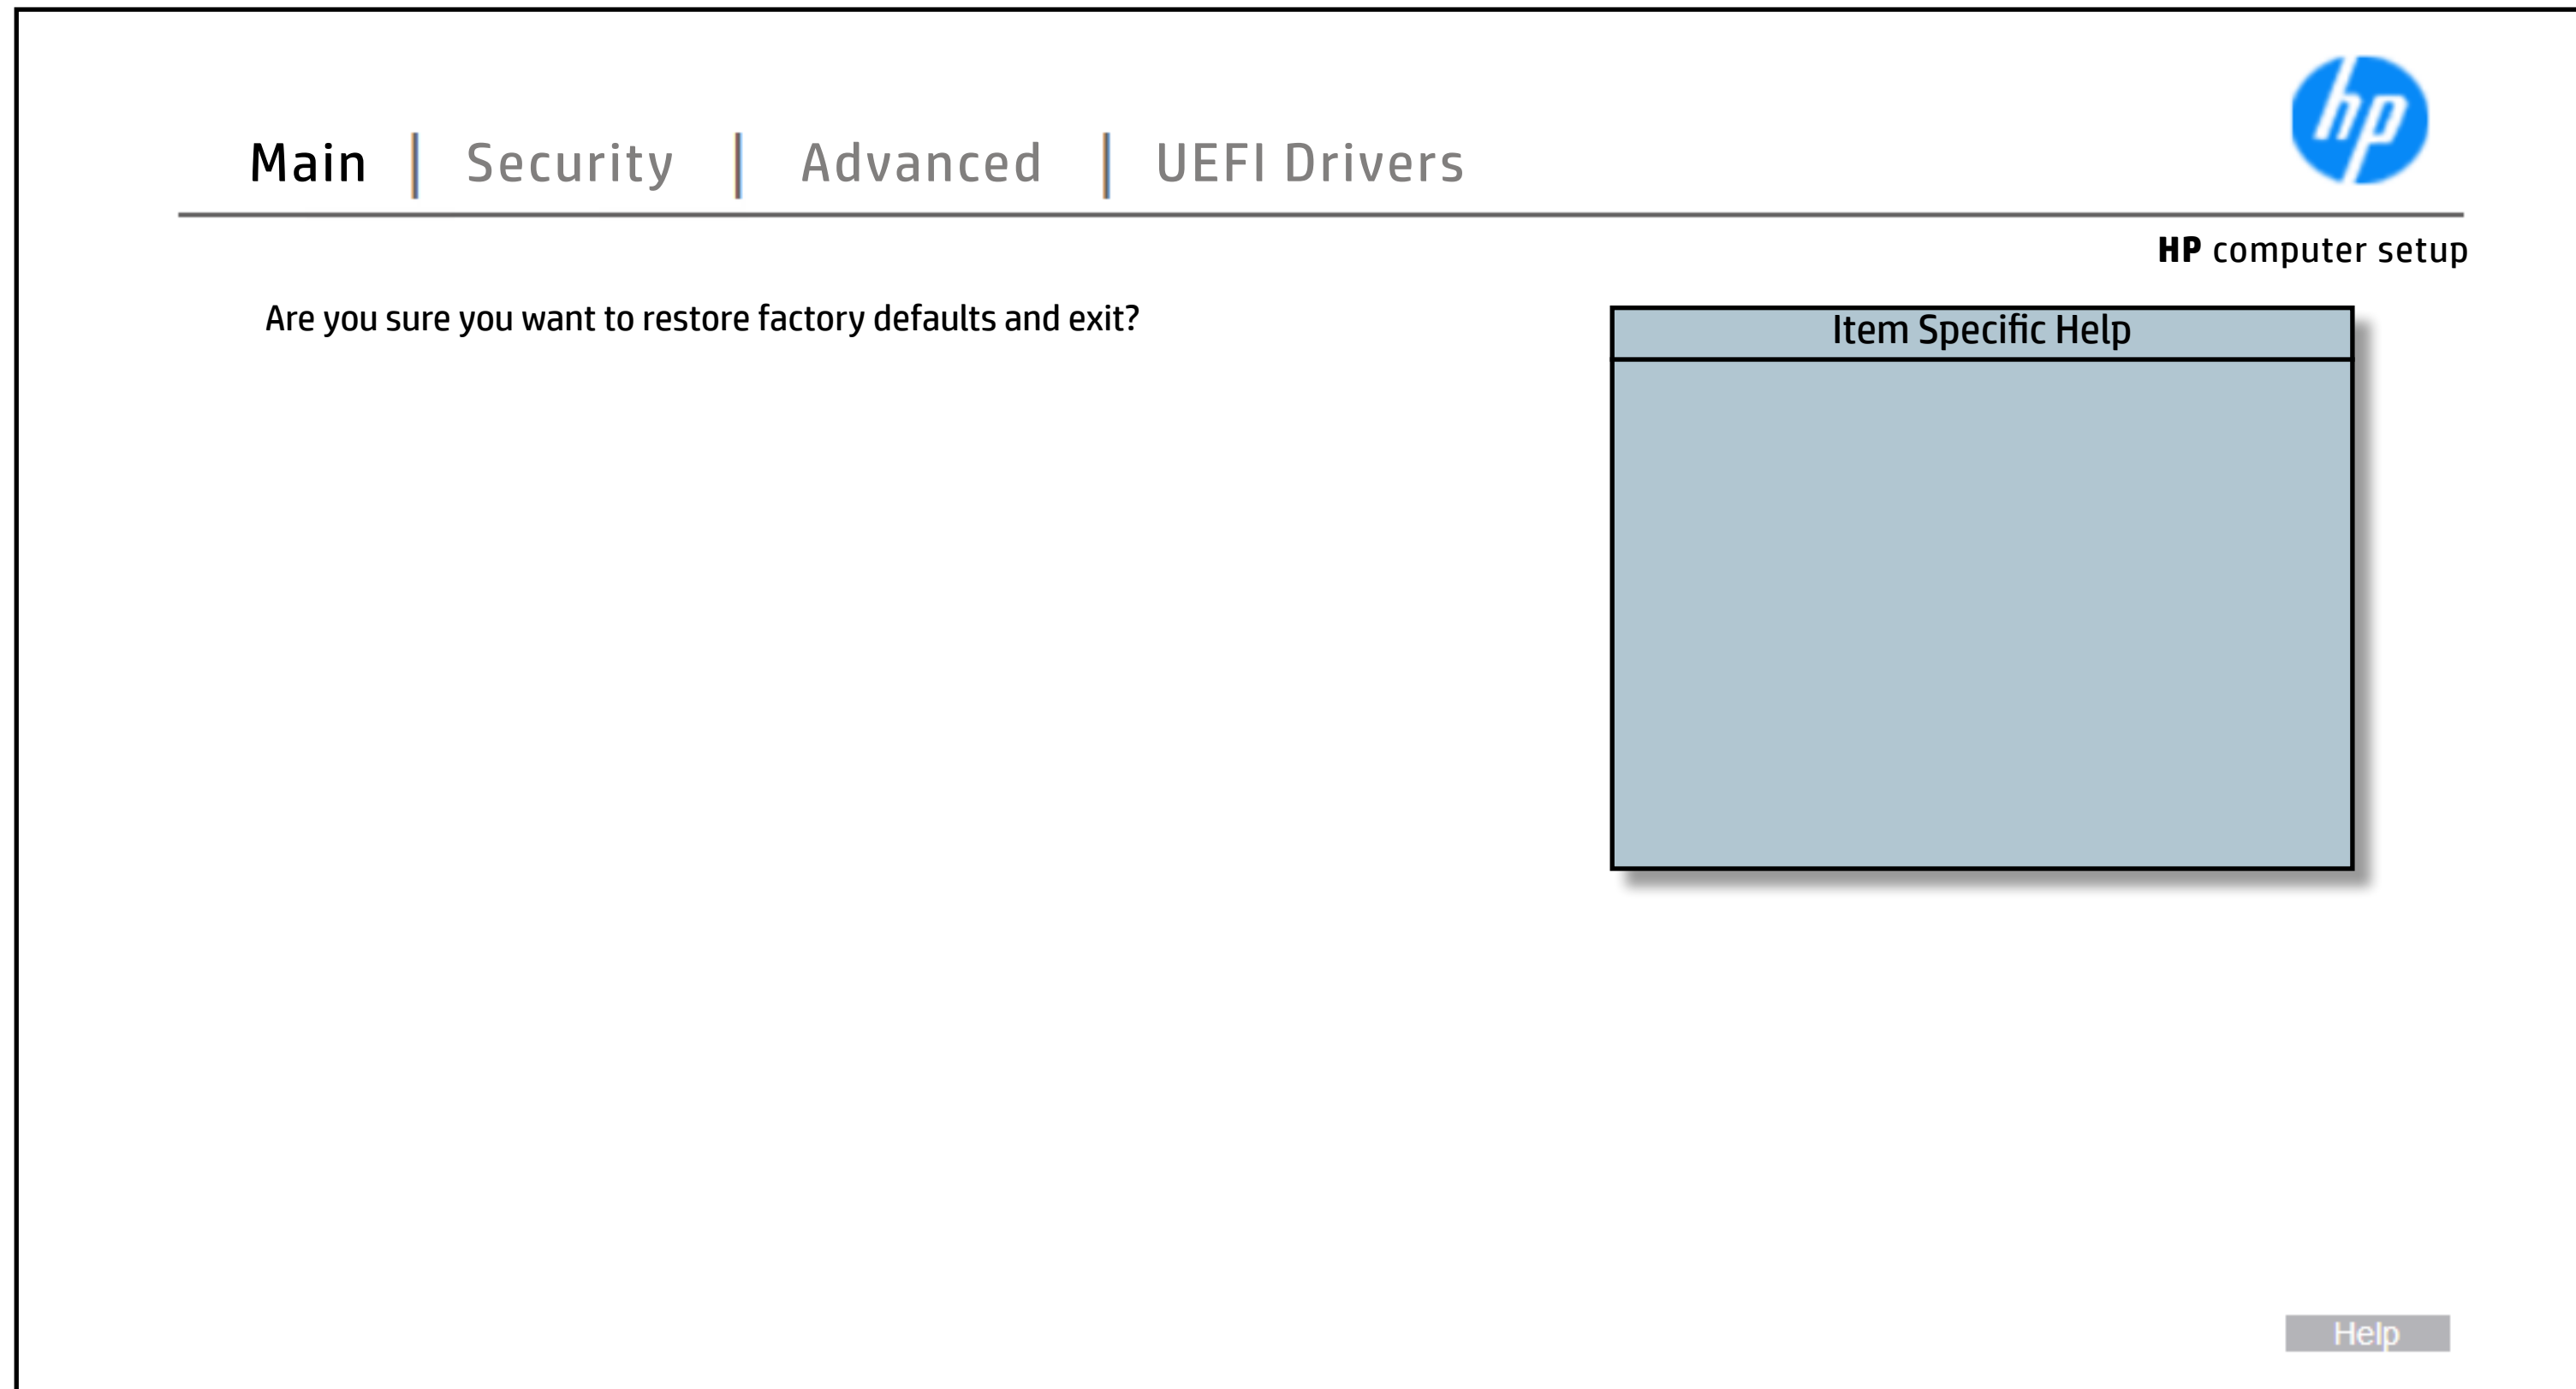 hp
Main | Security | Advanced | UEFI Drivers
HP computer setup
Are you sure you want to restore factory defaults and exit?
Item Specific Help
Help